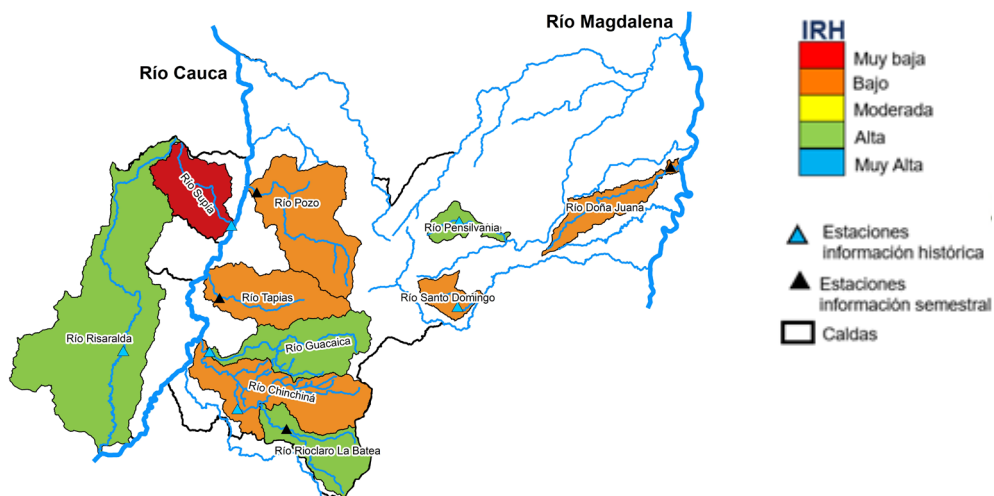 Río Magdalena
Río Cauca
Río Supía
Río Pozo
Río Pensilvania
Río Doña Juana
Río Tapias
Río Santo Domingo
Río Risaralda
Río Guacaica
Río Chinchiná
Río Rioclaro La Batea
IRH
Muy baja
Bajo
Moderada
Alta
Muy Alta
Estaciones
información histórica
Estaciones
información semestral
Caldas